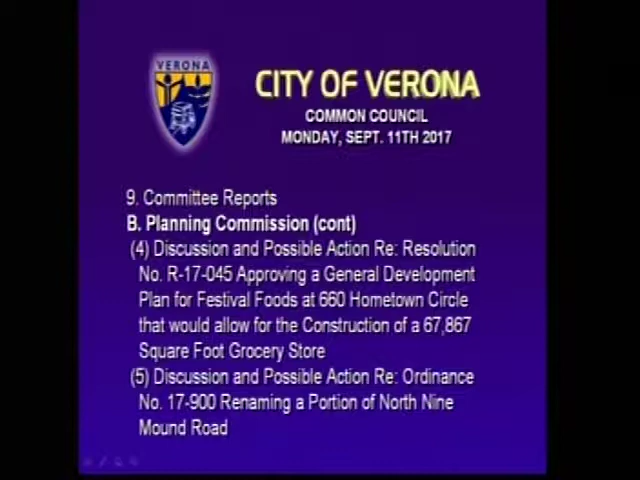 VERONA
CITY OF VERONA
COMMON COUNCIL
MONDAY, SEPT. 11TH 2017
9. Committee Reports
B. Planning Commission (cont)
(4) Discussion and Possible Action Re: Resolution
No. R-17-045 Approving a General Development
Plan for Festival Foods at 660 Hometown Circle
that would allow for the Construction of a 67,867
Square Foot Grocery Store
(5) Discussion and Possible Action Re: Ordinance
No. 17-900 Renaming a Portion of North Nine
Mound Road